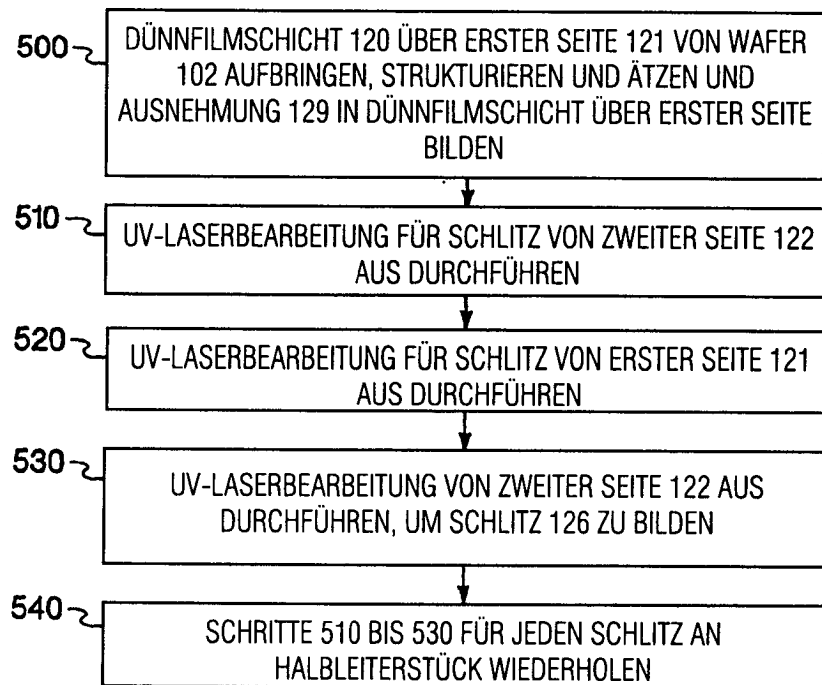 500
DÜNNFILMSCHICHT 120 ÜBER ERSTER SEITE 121 VON WAFER
102 AUFBRINGEN, STRUKTURIEREN UND ÄTZEN UND
AUSNEHMUNG 129 IN DÜNNFILMSCHICHT ÜBER ERSTER SEITE
BILDEN
510
UV-LASERBEARBEITUNG FÜR SCHLITZ VON ZWEITER SEITE 122
AUS DURCHFÜHREN
520
UV-LASERBEARBEITUNG FÜR SCHLITZ VON ERSTER SEITE 121
AUS DURCHFÜHREN
530
UV-LASERBEARBEITUNG VON ZWEITER SEITE 122 AUS
DURCHFÜHREN, UM SCHLITZ 126 ZU BILDEN
540
SCHRITTE 510 BIS 530 FÜR JEDEN SCHLITZ AN
HALBLEITERSTÜCK WIEDERHOLEN